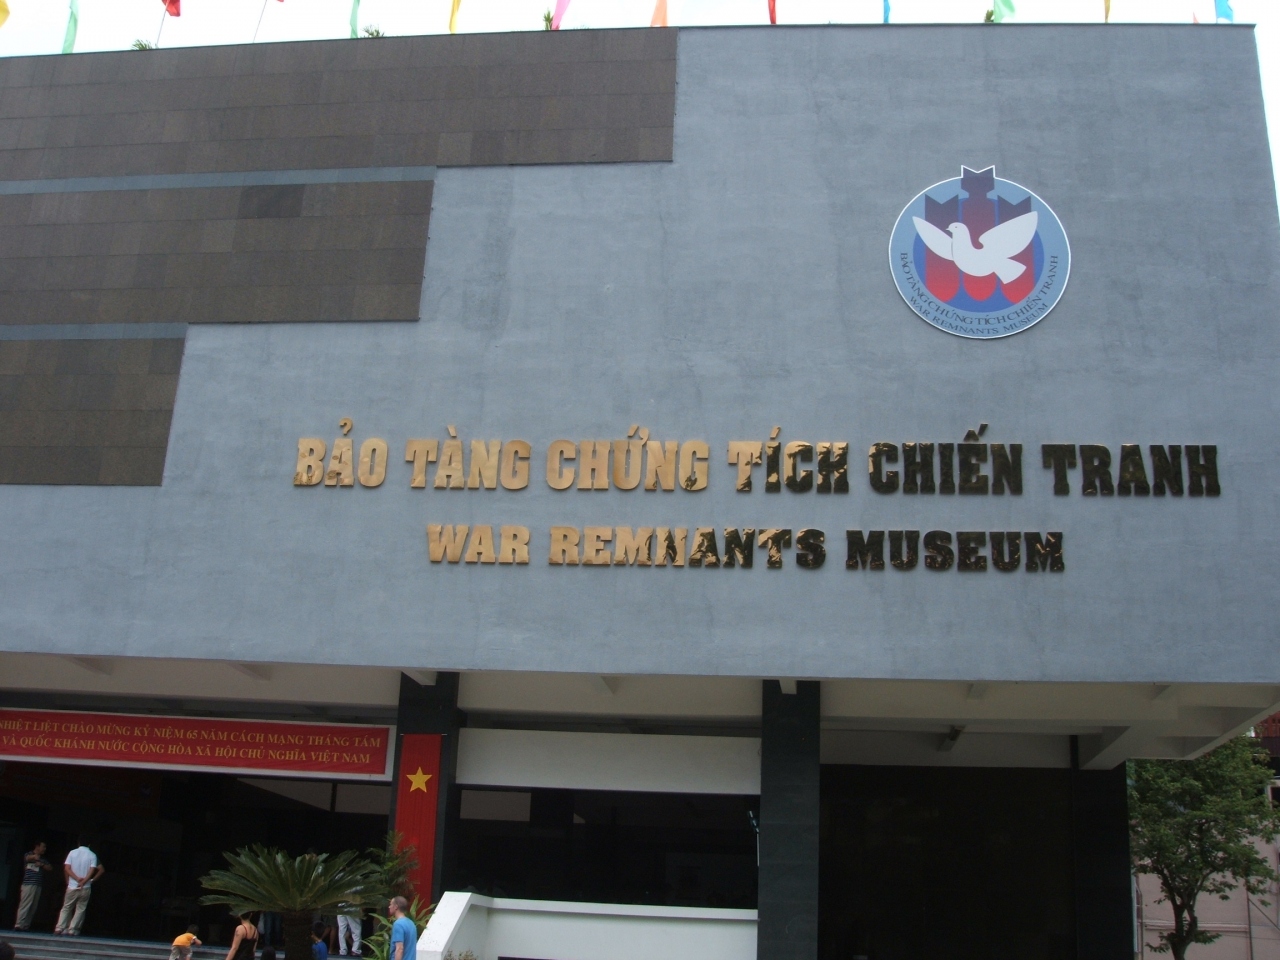 BẢO TÀNG CHỨNG TÍCH CHIẾN TRANH
WAR REMNANTS MUSEUM
BẢO TÀNG CHỨNG TÍCH CHIẾN TRANH
WAR REMNANTS MUSEUM
NHIỆT LIỆT CHÀO MỪNG KỶ NIỆM 65 NĂM CÁCH MẠNG THÁNG TÁM
VÀ QUỐC KHÁNH NƯỚC CỘNG HÒA XÃ HỘI CHỦ NGHĨA VIỆT NAM